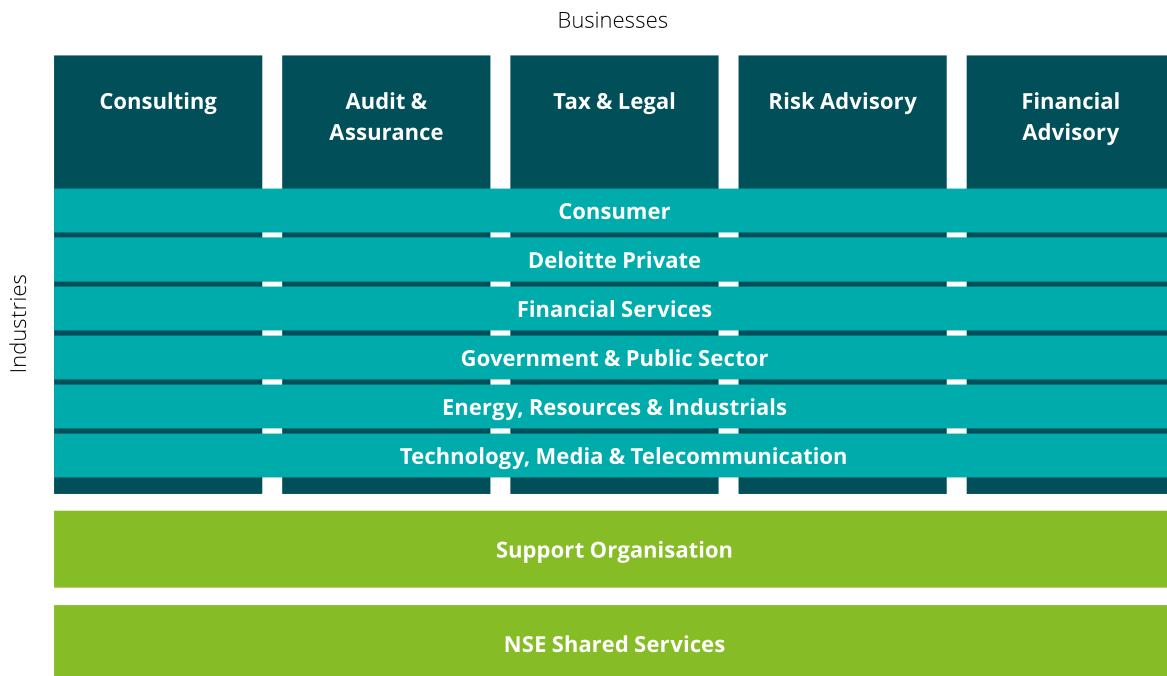 Businesses
Consulting
Audit &
Assurance
Tax & Legal
Risk Advisory
Financial
Advisory
Industries
Consumer
Deloitte Private
Financial Services
Government & Public Sector
Energy, Resources & Industrials
Technology, Media & Telecommunication
Support Organisation
NSE Shared Services